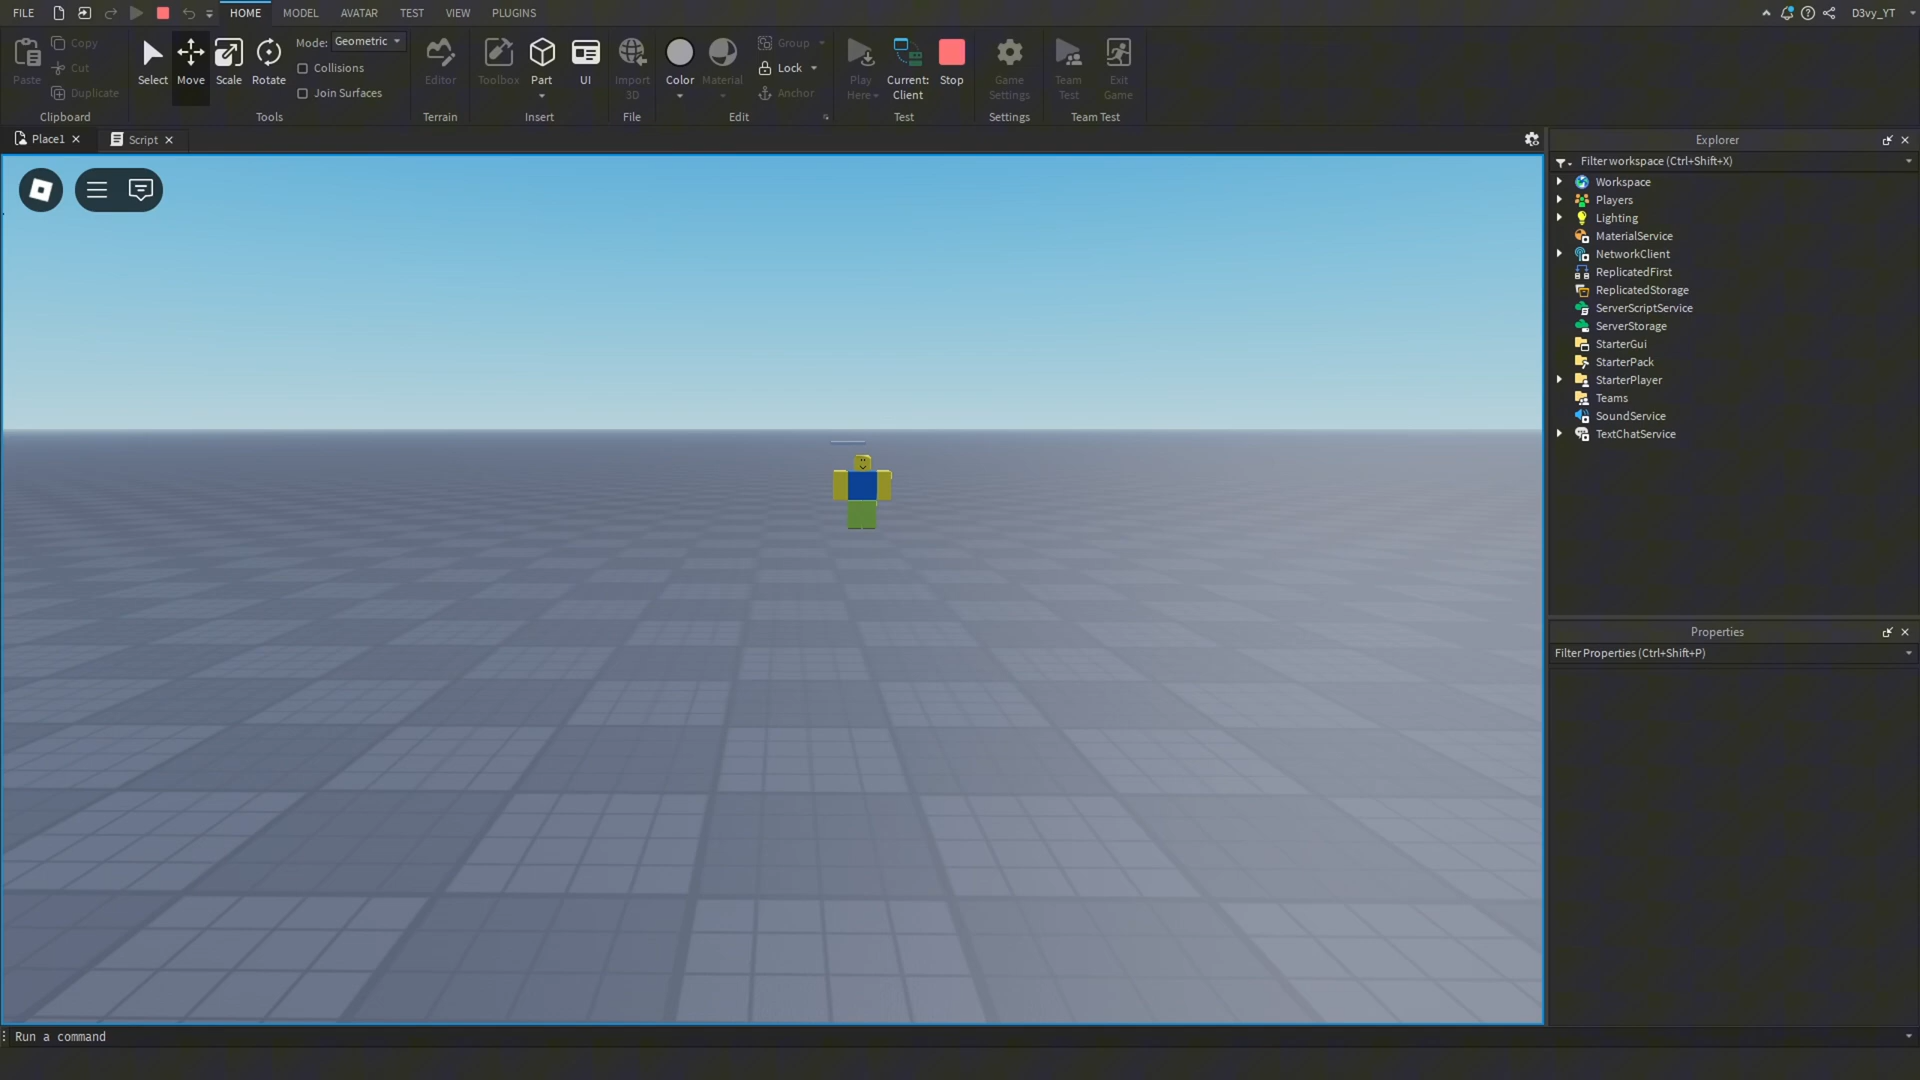 FILE HOME MODEL AVATAR TEST VIEW PLUGINS D3vy_YT
Paste Copy Cut Duplicate
Clipboard
Select Move Scale Rotate
Mode: Geometric
Collisions
Join Surfaces
Tools
Editor
Terrain
Toolbox Part UI
Insert
Import
3D
File
Color Material
Group
Lock
Anchor
Edit
Play
Here
Current:
Client
Stop
Test
Game
Settings
Settings
Team
Test
Exit
Game
Team Test
Place1 Script
Explorer
Filter workspace (Ctrl+Shift+X)
Workspace
Players
Lighting
MaterialService
NetworkClient
ReplicatedFirst
ReplicatedStorage
ServerScriptService
ServerStorage
StarterGui
StarterPack
StarterPlayer
Teams
SoundService
TextChatService
Properties
Filter Properties (Ctrl+Shift+P)
Run a command